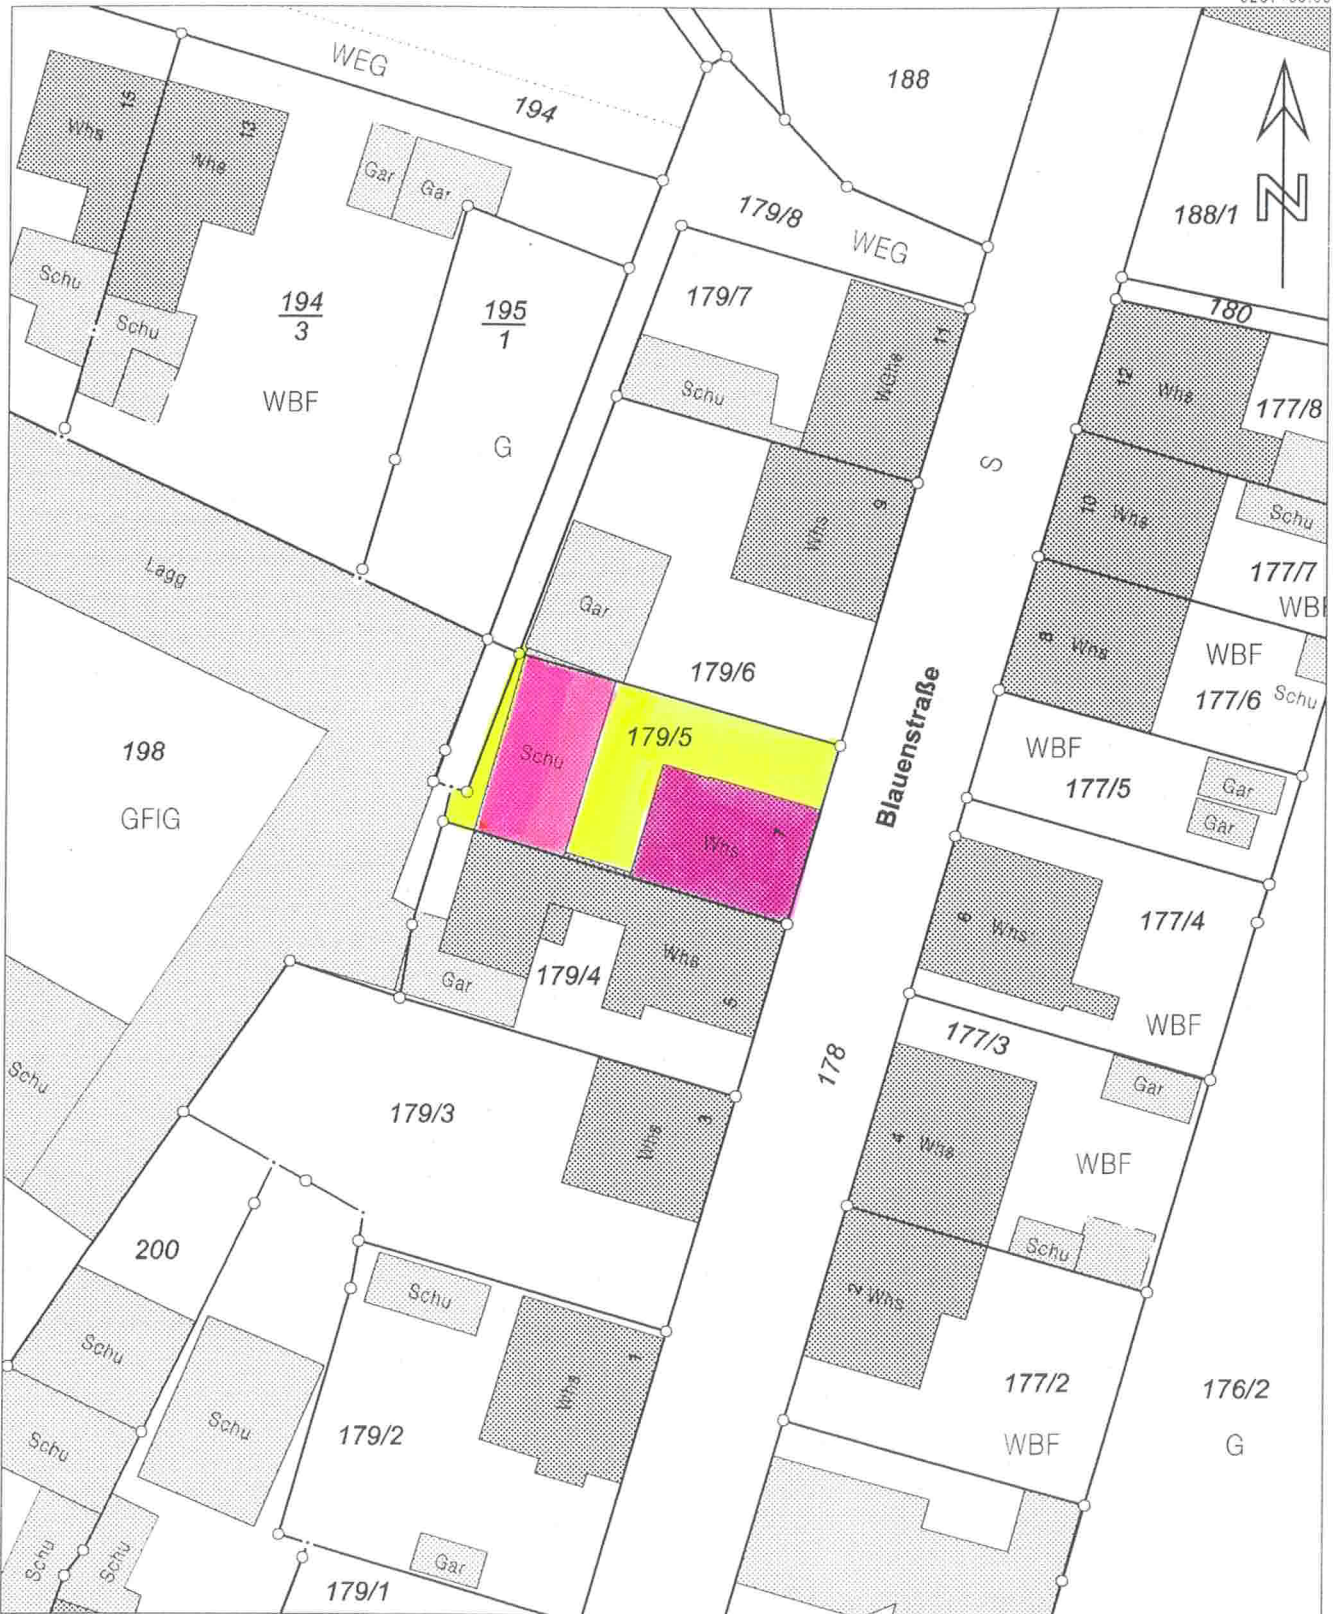 WEG
194
188
15
Whs
13
Whs
Gar
Gar
179/8
WEG
188/1
N
Schu
Schu
194
3
195
1
179/7
180
11
WGhs
Schu
12
Whs
177/8
WBF
G
S
9
Whs
10
Whs
Schu
177/7
WBF
Lagg
Gar
8
Whs
WBF
177/6
Schu
179/6
198
GFIG
179/5
Schu
7
Whs
Blauenstraße
WBF
177/5
Gar
Gar
6
Whs
177/4
WBF
Whs
5
179/4
Gar
178
177/3
Gar
Schu
179/3
3
Whs
4
Whs
WBF
200
Schu
Schu
2
Whs
Schu
1
Whs
177/2
WBF
176/2
G
Schu
Schu
179/2
Schu
Schu
Gar
179/1